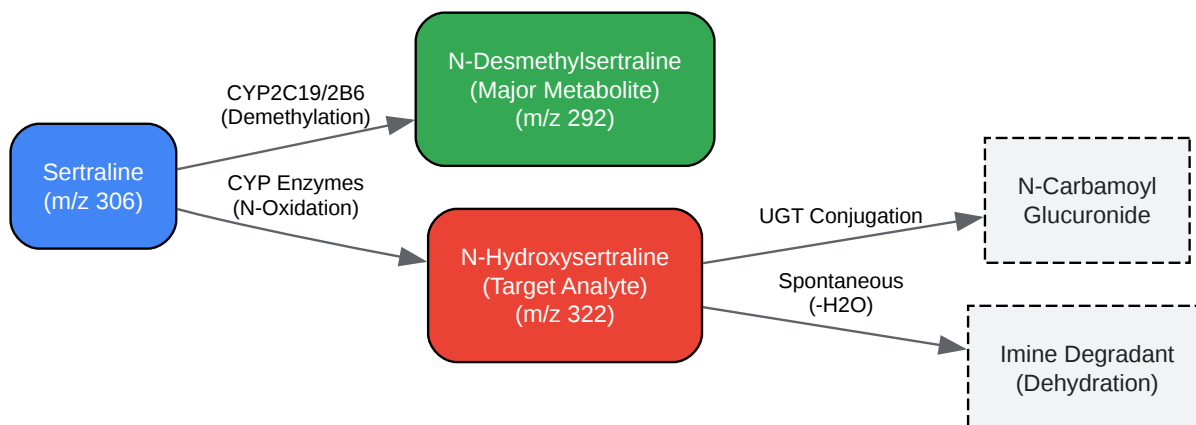 N-Desmethylsertraline
(Major Metabolite)
(m/z 292)
CYP2C19/2B6
(Demethylation)
Sertraline
(m/z 306)
CYP Enzymes
(N-Oxidation)
N-Hydroxysertraline
(Target Analyte)
(m/z 322)
UGT Conjugation
N-Carbamoyl
Glucuronide
Spontaneous
(-H2O)
Imine Degradant
(Dehydration)